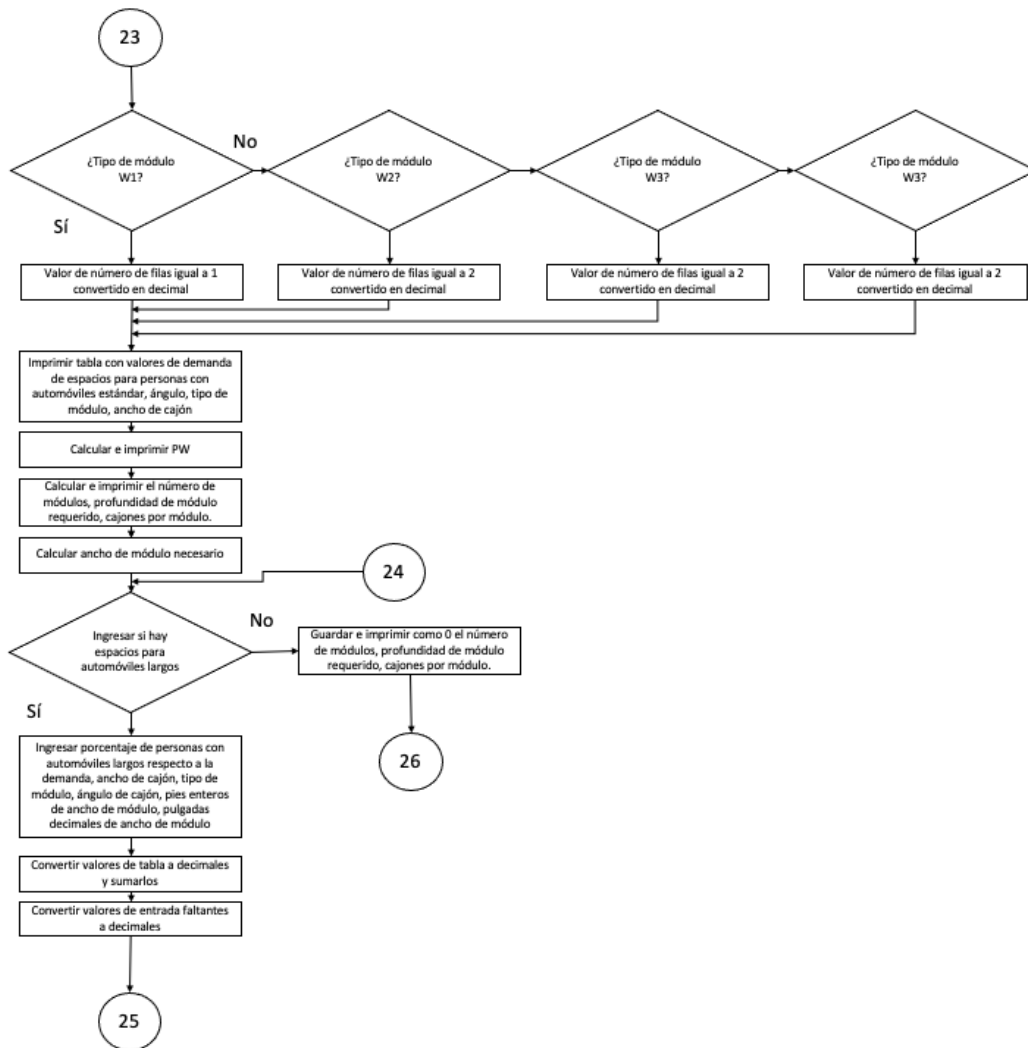 23
¿Tipo de módulo
W1?
No
¿Tipo de módulo
W2?
¿Tipo de módulo
W3?
¿Tipo de módulo
W3?
Sí
Valor de número de filas igual a 1
convertido en decimal
Valor de número de filas igual a 2
convertido en decimal
Valor de número de filas igual a 2
convertido en decimal
Valor de número de filas igual a 2
convertido en decimal
Imprimir tabla con valores de demanda
de espacios para personas con
automóviles estándar, ángulo, tipo de
módulo, ancho de cajón
Calcular e imprimir PW
Calcular e imprimir el número de
módulos, profundidad de módulo
requerido, cajones por módulo.
Calcular ancho de módulo necesario
24
Ingresar si hay
espacios para
automóviles largos
No
Guardar e imprimir como 0 el número
de módulos, profundidad de módulo
requerido, cajones por módulo.
Sí
26
Ingresar porcentaje de personas con
automóviles largos respecto a la
demanda, ancho de cajón, tipo de
módulo, ángulo de cajón, pies enteros
de ancho de módulo, pulgadas
decimales de ancho de módulo
Convertir valores de tabla a decimales
y sumarlos
Convertir valores de entrada faltantes
a decimales
25